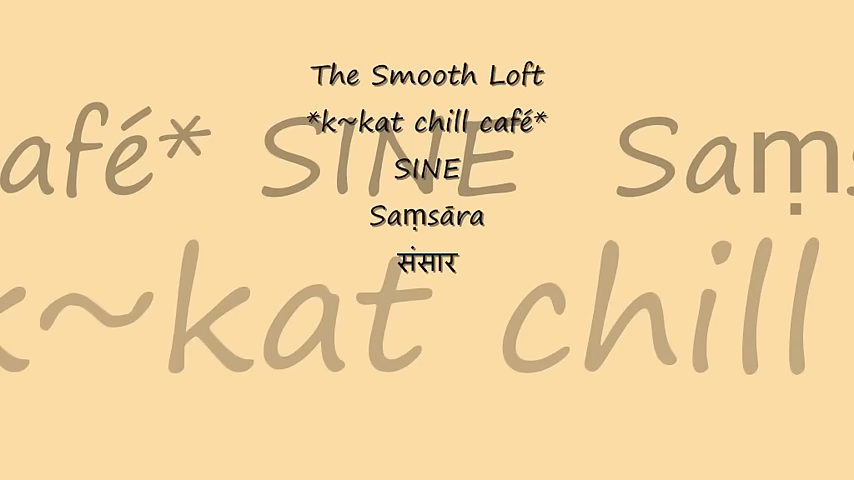 The Smooth Loft
*k~kat chill café*
SINE
Saṃsāra
संसार
afé* SINE Saṃs
k~kat chill